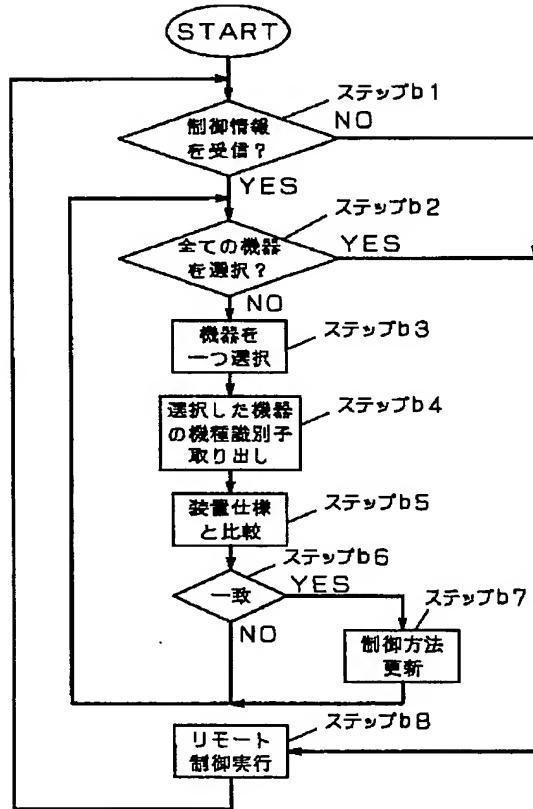 START
ステップb1
制御情報
を受信？
NO
YES
ステップb2
全ての機器
を選択？
YES
NO
ステップb3
機器を
一つ選択
ステップb4
選択した機器
の機種識別子
取り出し
ステップb5
装置仕様
と比較
ステップb6
一致
YES
NO
ステップb7
制御方法
更新
ステップb8
リモート
制御実行